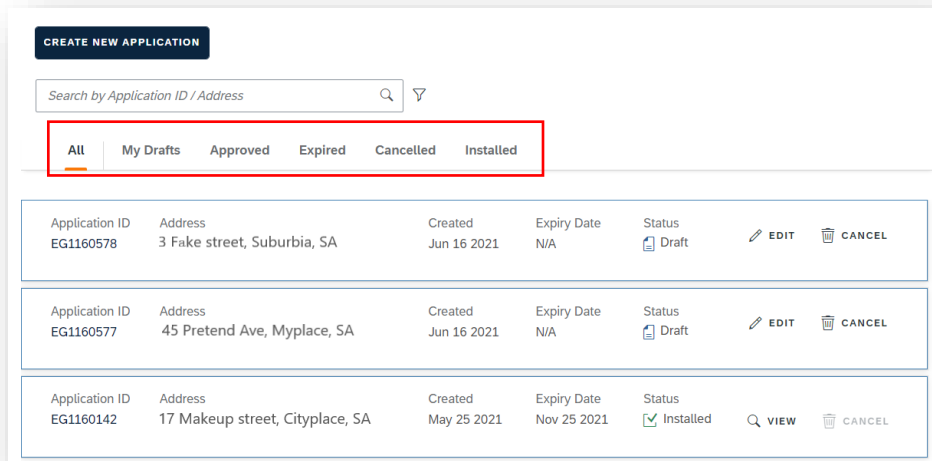 CREATE NEW APPLICATION
Search by Application ID / Address
All My Drafts Approved Expired Cancelled Installed
Application ID Address Created Expiry Date Status
EG1160578 3 Fake street, Suburbia, SA Jun 16 2021 N/A Draft EDIT CANCEL
Application ID Address Created Expiry Date Status
EG1160577 45 Pretend Ave, Myplace, SA Jun 16 2021 N/A Draft EDIT CANCEL
Application ID Address Created Expiry Date Status
EG1160142 17 Makeup street, Cityplace, SA May 25 2021 Nov 25 2021 Installed VIEW CANCEL